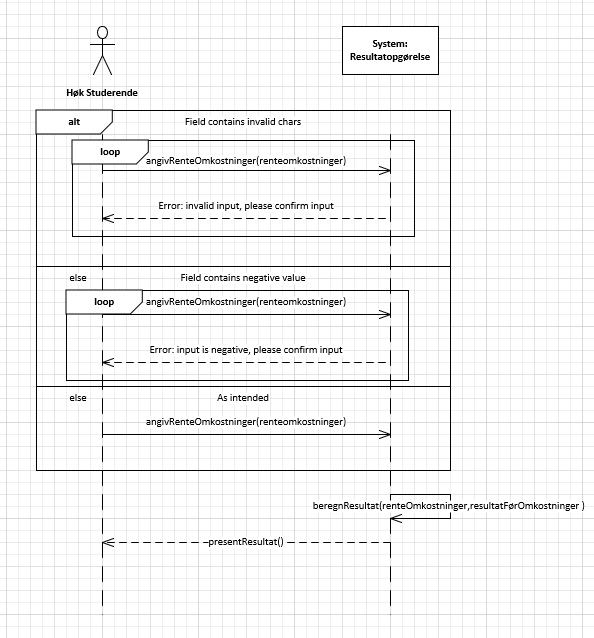 System:
Resultatopgørelse
Høk Studerende
alt
Field contains invalid chars
loop
angivRenteOmkostninger(renteomkostninger)
Error: invalid input, please confirm input
else
Field contains negative value
loop
angivRenteOmkostninger(renteomkostninger)
Error: input is negative, please confirm input
else
As intended
angivRenteOmkostninger(renteomkostninger)
beregnResultat(renteOmkostninger,resultatFørOmkostninger )
presentResultat()